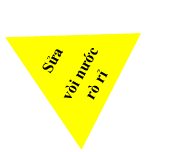 Sửa
vòi nước
rò rỉ